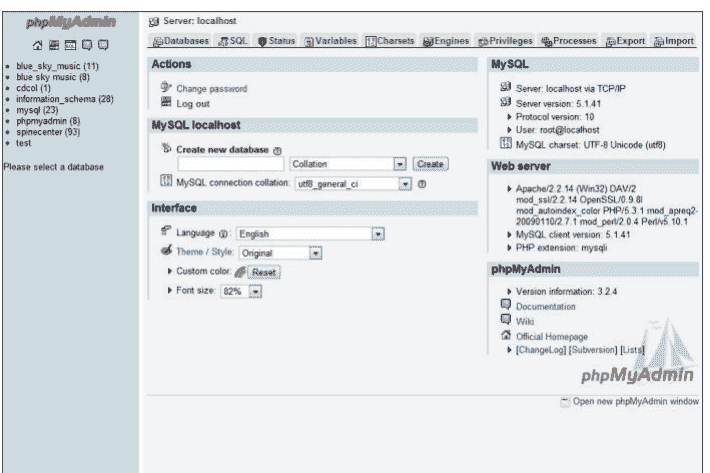 phpMyAdmin
blue_sky_music (11)
blue sky music (8)
cdcol (1)
information_schema (28)
mysql (23)
phpmyadmin (8)
spinecenter (93)
test
Please select a database
Server: localhost
Databases SQL Status Variables Charsets Engines Privileges Processes Export Import
Actions
Change password
Log out
MySQL localhost
Create new database
Collation Create
MySQL connection collation: utf8_general_ci
Interface
Language: English
Theme / Style: Original
Custom color: Reset
Font size: 82%
MySQL
Server: localhost via TCP/IP
Server version: 5.1.41
Protocol version: 10
User: root@localhost
MySQL charset: UTF-8 Unicode (utf8)
Web server
Apache/2.2.14 (Win32) DAV/2
mod_ssl/2.2.14 OpenSSL/0.9.8l
mod_autoindex_color PHP/5.3.1 mod_apreq2-
20090110/2.7.1 mod_perl/2.0.4 Perl/v5.10.1
MySQL client version: 5.1.41
PHP extension: mysqli
phpMyAdmin
Version information: 3.2.4
Documentation
Wiki
Official Homepage
[ChangeLog] [Subversion] [Lists]
phpMyAdmin
Open new phpMyAdmin window